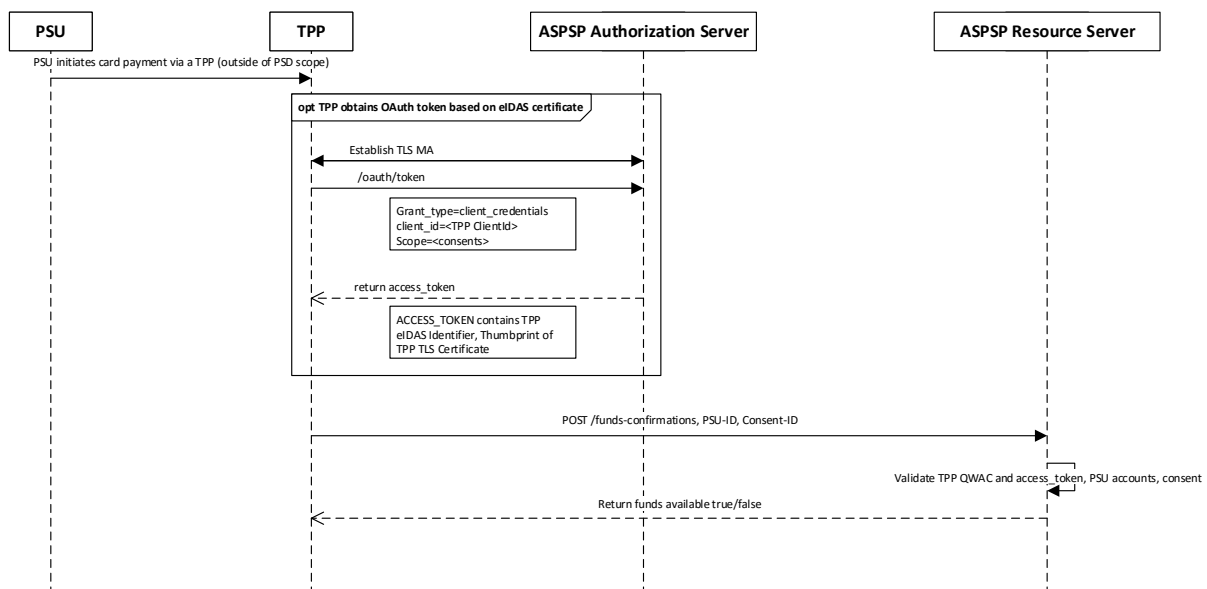 PSU
TPP
ASPSP Authorization Server
ASPSP Resource Server
PSU initiates card payment via a TPP (outside of PSD scope)
opt TPP obtains OAuth token based on eIDAS certificate
Establish TLS MA
/oauth/token
Grant_type=client_credentials
client_id=<TPP ClientId>
Scope=<consents>
return access_token
ACCESS_TOKEN contains TPP
eIDAS Identifier, Thumbprint of
TPP TLS Certificate
POST /funds-confirmations, PSU-ID, Consent-ID
Validate TPP QWAC and access_token, PSU accounts, consent
Return funds available true/false